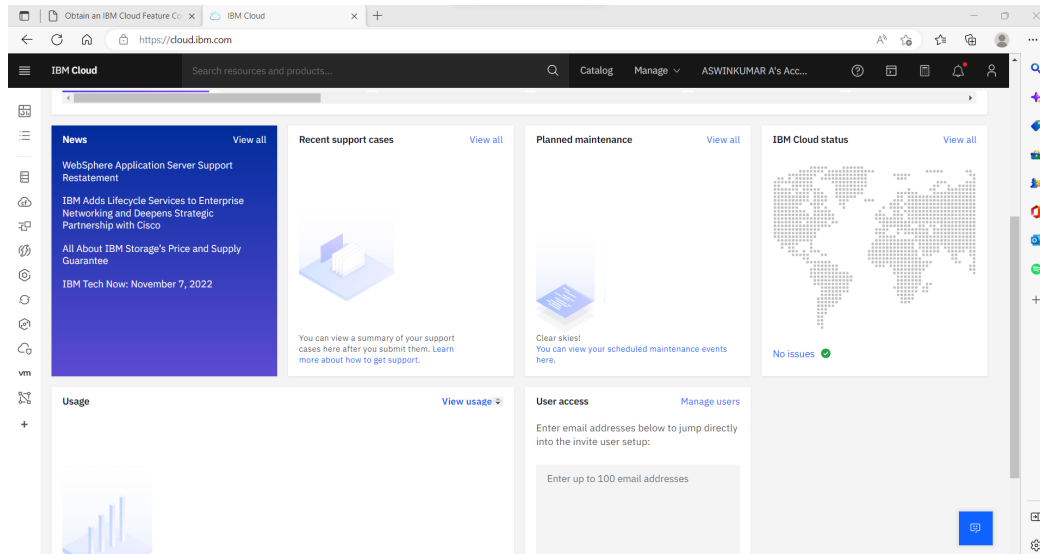 Obtain an IBM Cloud Feature Co
IBM Cloud
https://cloud.ibm.com
IBM Cloud
Search resources and products...
Catalog
Manage
ASWINKUMAR A's Acc...
News
View all
WebSphere Application Server Support
Restatement
IBM Adds Lifecycle Services to Enterprise
Networking and Deepens Strategic
Partnership with Cisco
All About IBM Storage's Price and Supply
Guarantee
IBM Tech Now: November 7, 2022
Recent support cases
View all
You can view a summary of your support
cases here after you submit them. Learn
more about how to get support.
Planned maintenance
View all
Clear skies!
You can view your scheduled maintenance events
here.
IBM Cloud status
View all
No issues
vm
Usage
View usage
User access
Manage users
Enter email addresses below to jump directly
into the invite user setup:
Enter up to 100 email addresses